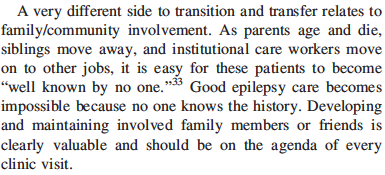 A very different side to transition and transfer relates to
family/community involvement. As parents age and die,
siblings move away, and institutional care workers move
on to other jobs, it is easy for these patients to become
“well known by no one.”33 Good epilepsy care becomes
impossible because no one knows the history. Developing
and maintaining involved family members or friends is
clearly valuable and should be on the agenda of every
clinic visit.